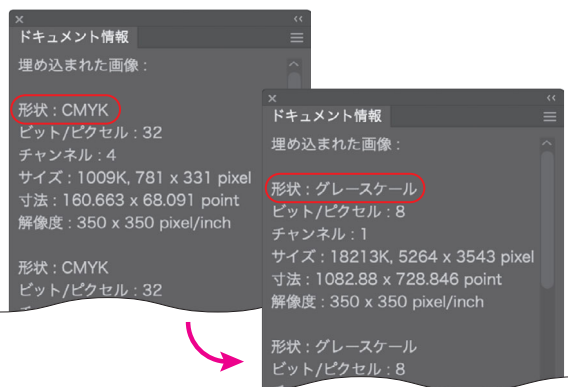 ドキュメント情報
埋め込まれた画像 :
形状 : CMYK
ビット/ピクセル : 32
チャンネル : 4
サイズ : 1009K, 781 x 331 pixel
寸法 : 160.663 x 68.091 point
解像度 : 350 x 350 pixel/inch
形状 : CMYK
ビット/ピクセル : 32
ドキュメント情報
埋め込まれた画像 :
形状 : グレースケール
ビット/ピクセル : 8
チャンネル : 1
サイズ : 18213K, 5264 x 3543 pixel
寸法 : 1082.88 x 728.846 point
解像度 : 350 x 350 pixel/inch
形状 : グレースケール
ビット/ピクセル : 8